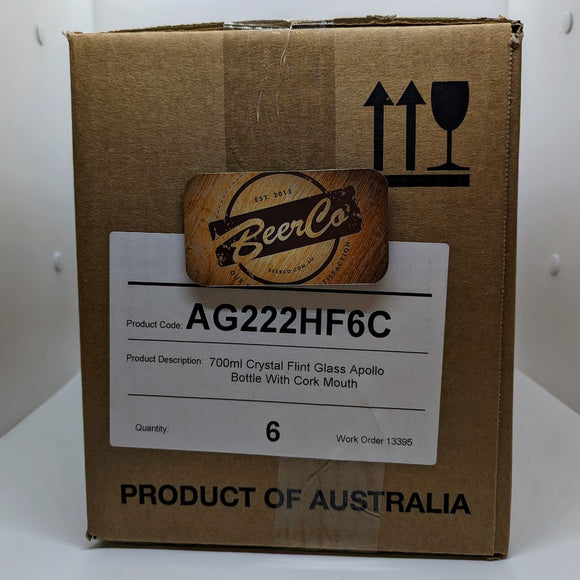 EST. 2013
BeerCo
BEERCO.COM.AU
SATISFACTION
Product Code: AG222HF6C
Product Description: 700ml Crystal Flint Glass Apollo
Bottle With Cork Mouth
Quantity: 6 Work Order 13395
PRODUCT OF AUSTRALIA